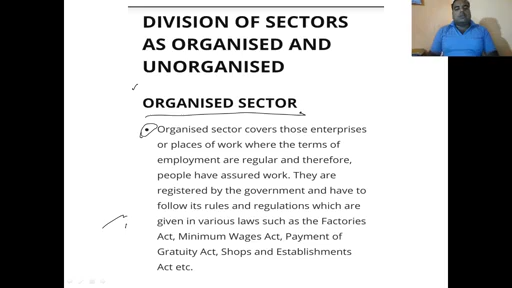 DIVISION OF SECTORS
AS ORGANISED AND
UNORGANISED
ORGANISED SECTOR
Organised sector covers those enterprises
or places of work where the terms of
employment are regular and therefore,
people have assured work. They are
registered by the government and have to
follow its rules and regulations which are
given in various laws such as the Factories
Act, Minimum Wages Act, Payment of
Gratuity Act, Shops and Establishments
Act etc.